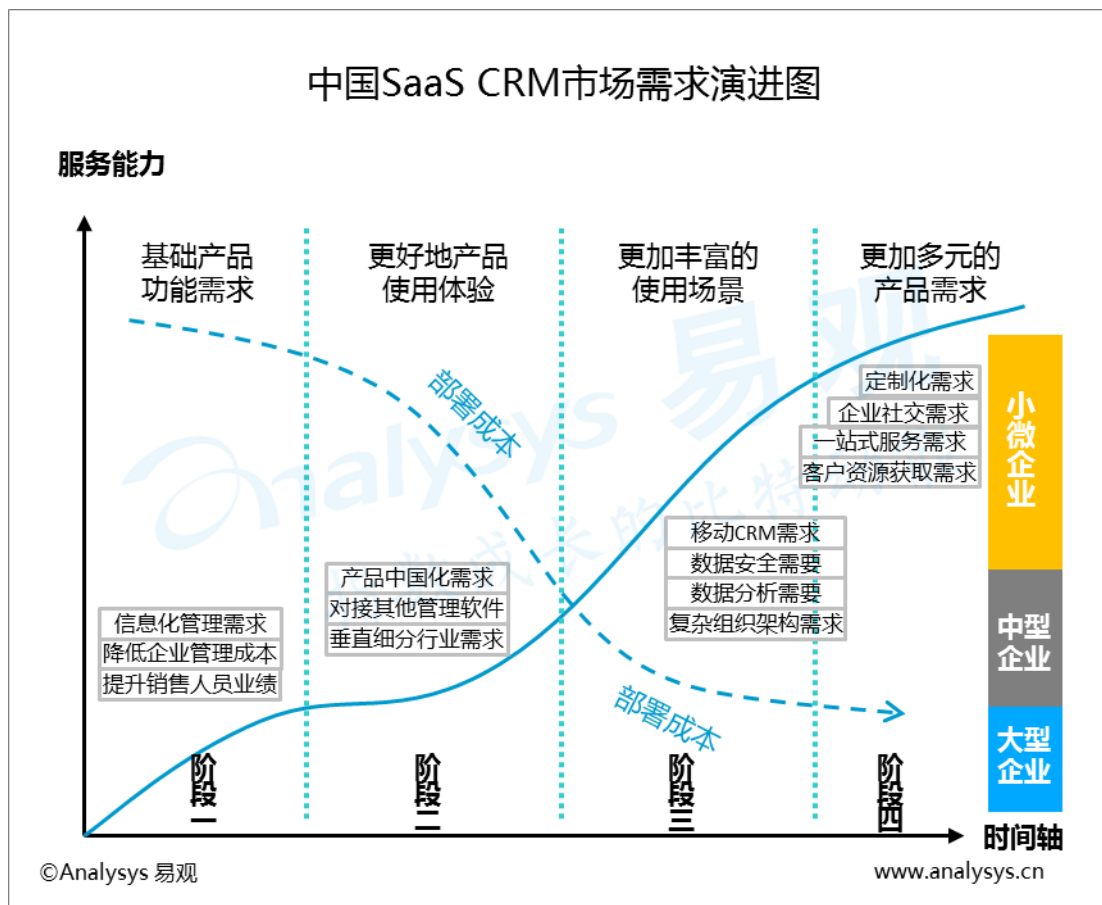 中国SaaS CRM市场需求演进图
服务能力
基础产品
功能需求
更好地产品
使用体验
更加丰富的
使用场景
更加多元的
产品需求
部署成本
定制化需求
企业社交需求
一站式服务需求
客户资源获取需求
移动CRM需求
数据安全需要
数据分析需要
复杂组织架构需求
产品中国化需求
对接其他管理软件
垂直细分行业需求
信息化管理需求
降低企业管理成本
提升销售人员业绩
部署成本
小微企业
中型
企业
大型
企业
阶段一
阶段二
阶段三
阶段四
时间轴
©Analysys 易观
www.analysys.cn
Analysys 易观